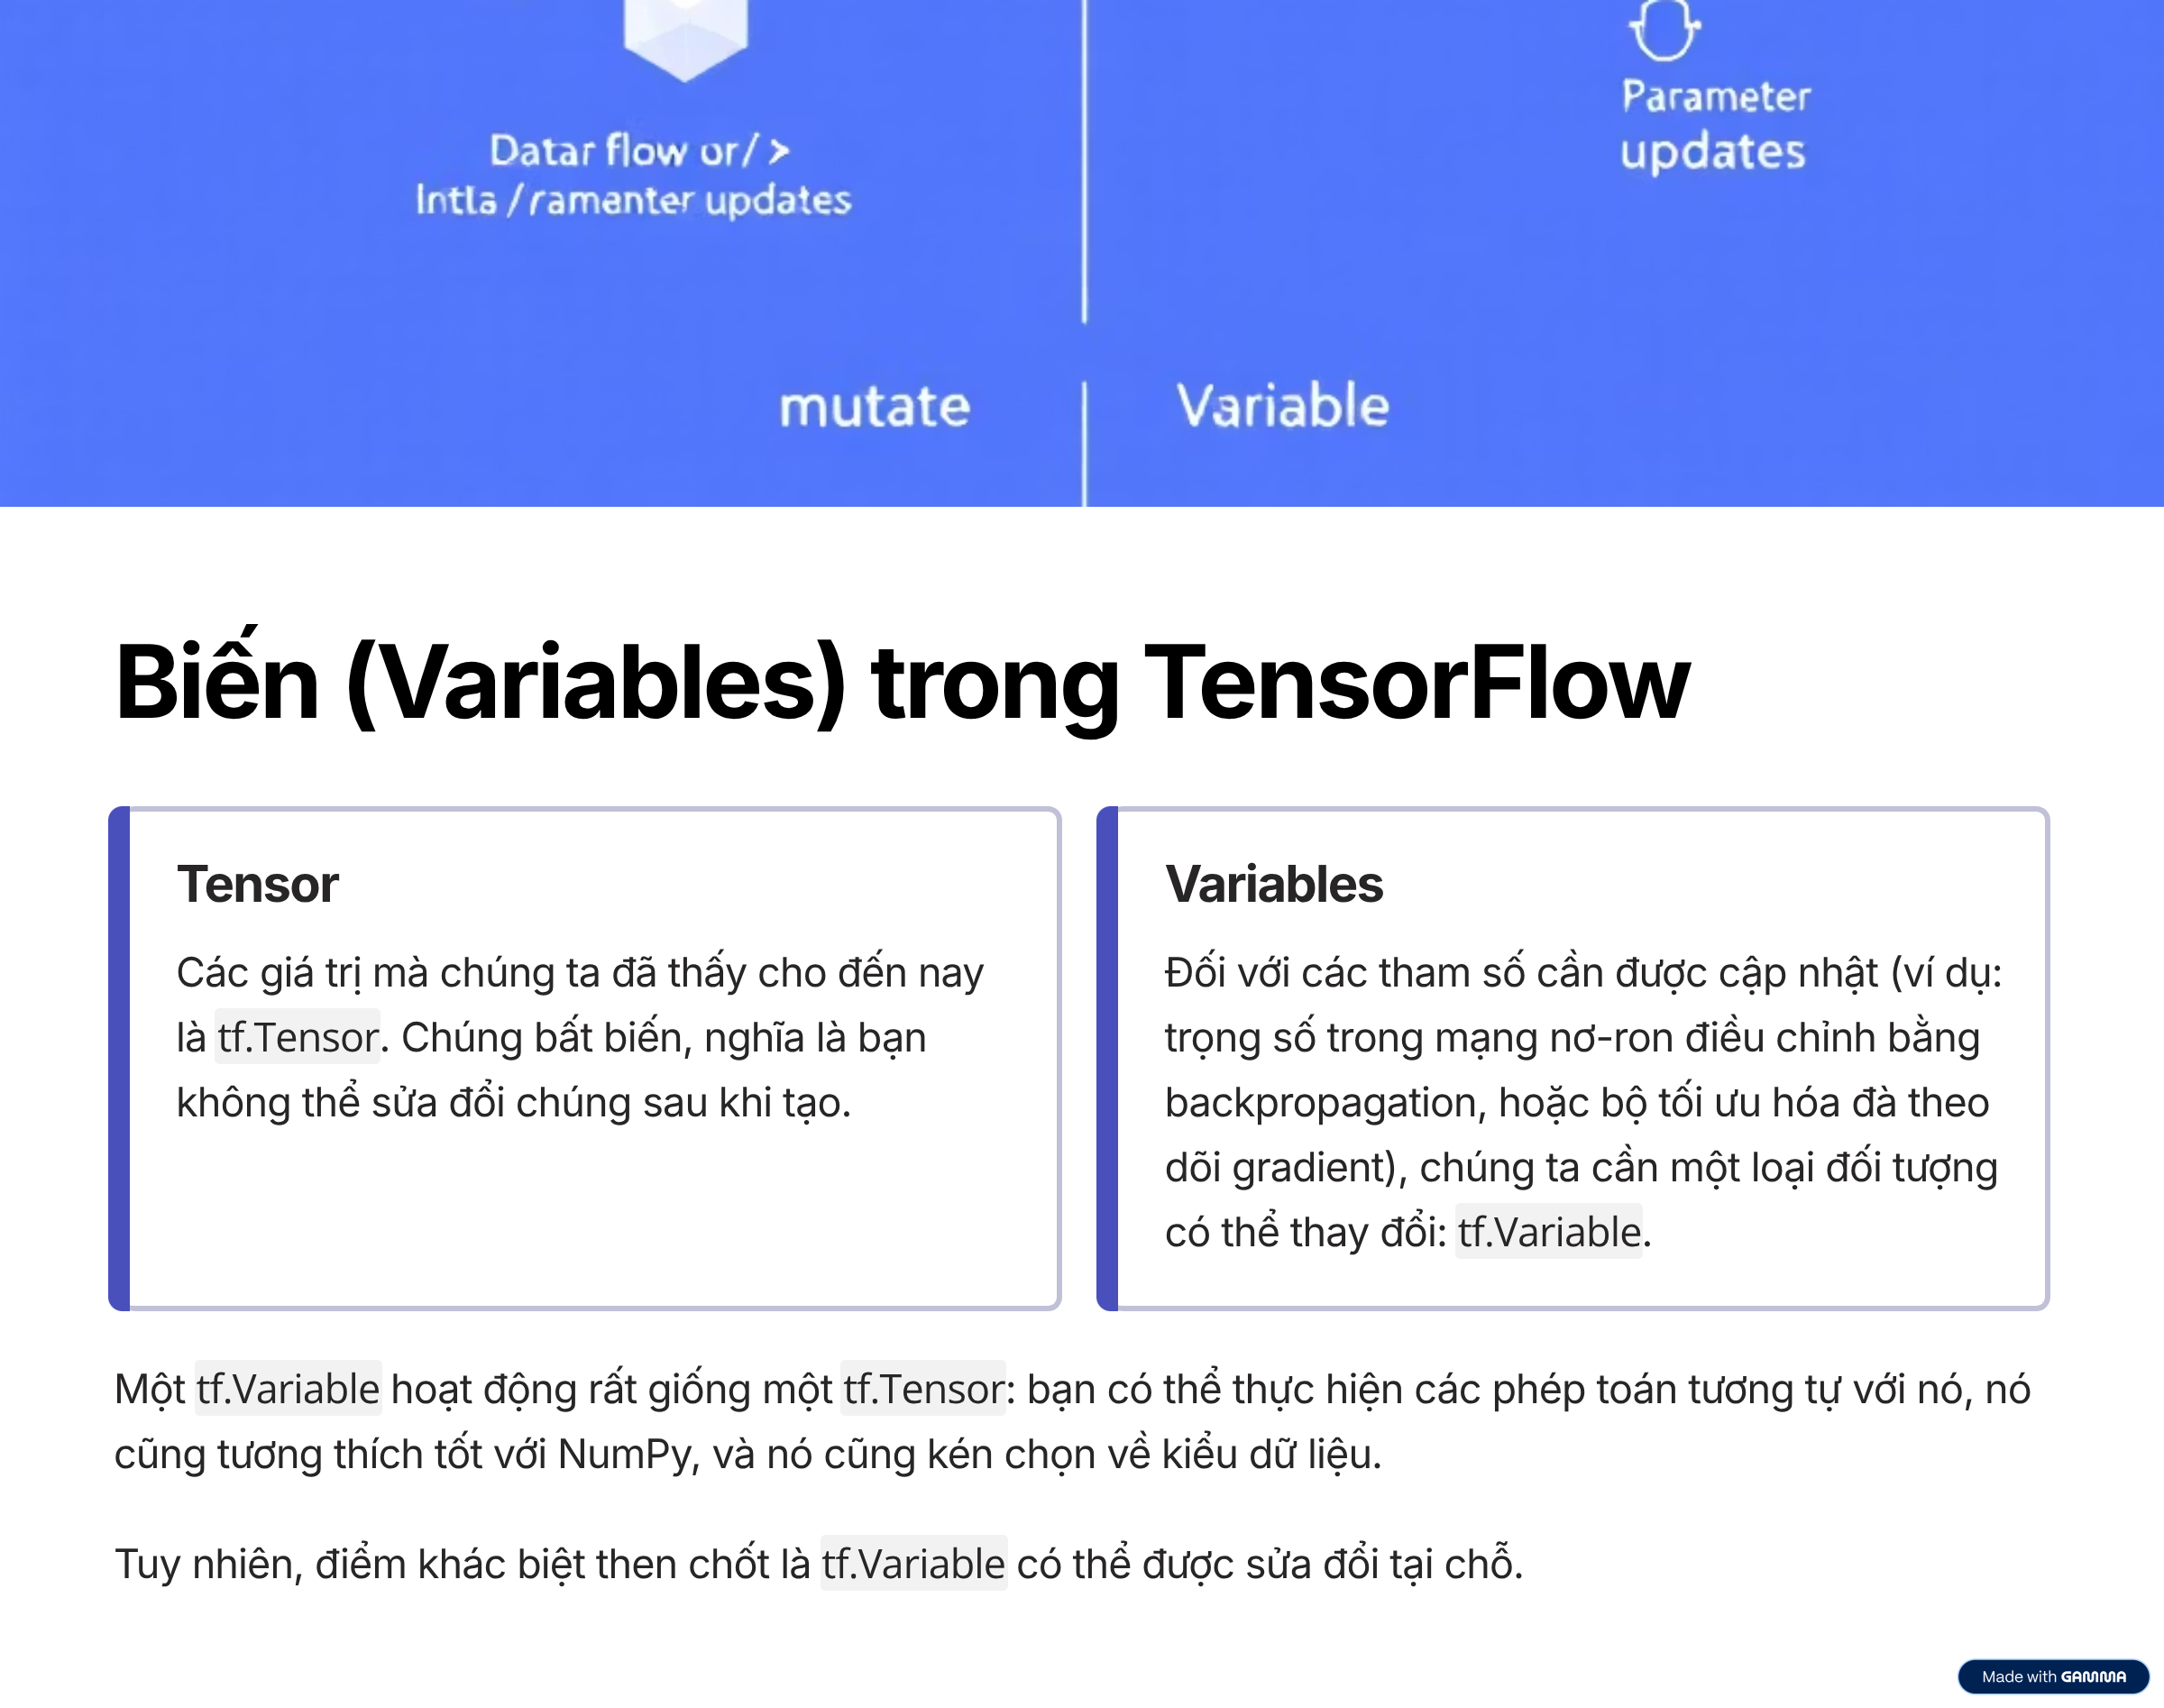 Datar flow or/ >
Intla /ramanter updates
Parameter
updates
mutate
Variable
Biến (Variables) trong TensorFlow
Tensor
Các giá trị mà chúng ta đã thấy cho đến nay
là tf.Tensor. Chúng bất biến, nghĩa là bạn
không thể sửa đổi chúng sau khi tạo.
Variables
Đối với các tham số cần được cập nhật (ví dụ:
trọng số trong mạng nơ-ron điều chỉnh bằng
backpropagation, hoặc bộ tối ưu hóa đà theo
dõi gradient), chúng ta cần một loại đối tượng
có thể thay đổi: tf.Variable.
Một tf.Variable hoạt động rất giống một tf.Tensor: bạn có thể thực hiện các phép toán tương tự với nó, nó
cũng tương thích tốt với NumPy, và nó cũng kén chọn về kiểu dữ liệu.
Tuy nhiên, điểm khác biệt then chốt là tf.Variable có thể được sửa đổi tại chỗ.
Made with GAMMA